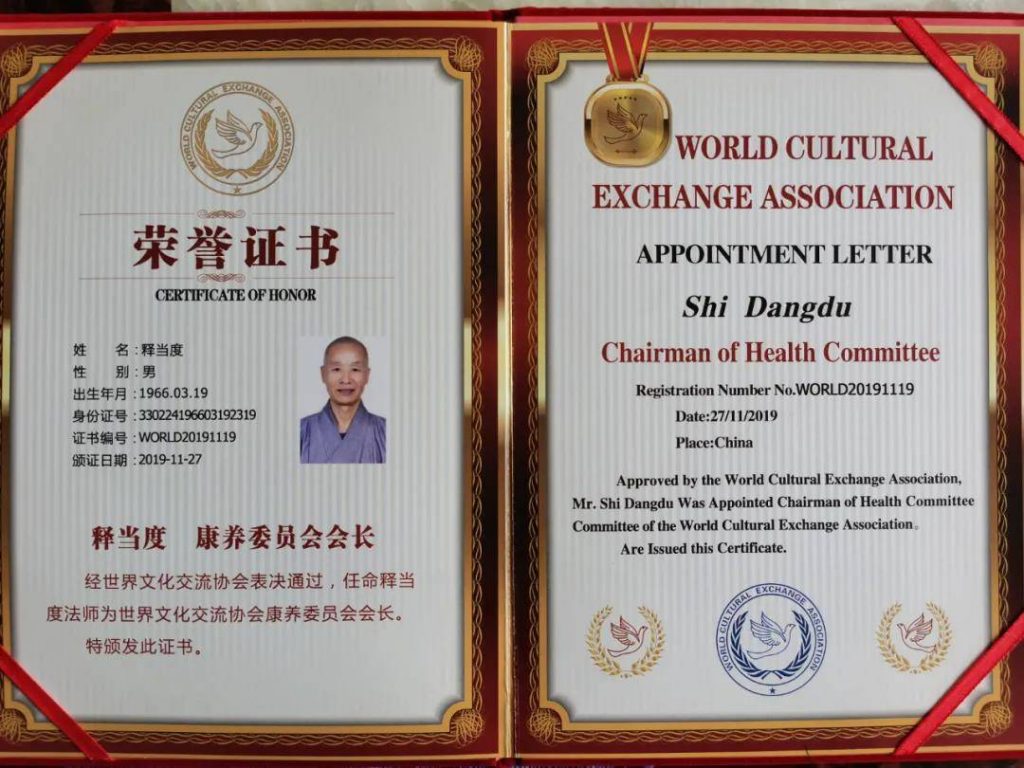 WORLD CULTURAL EXCHANGE ASSOCIATION
荣誉证书
CERTIFICATE OF HONOR
姓 名：释当度
性 别：男
出生年月：1966.03.19
身份证号：330224196603192319
证书编号：WORLD20191119
颁证日期：2019-11-27
释当度 康养委员会会长
经世界文化交流协会表决通过，任命释当
度法师为世界文化交流协会康养委员会会长。
特颁发此证书。
WORLD CULTURAL
EXCHANGE ASSOCIATION
APPOINTMENT LETTER
Shi Dangdu
Chairman of Health Committee
Registration Number No.WORLD20191119
Date:27/11/2019
Place:China
Approved by the World Cultural Exchange Association,
Mr. Shi Dangdu Was Appointed Chairman of Health Committee
Committee of the World Cultural Exchange Association。
Are Issued this Certificate.
WORLD CULTURAL EXCHANGE ASSOCIATION